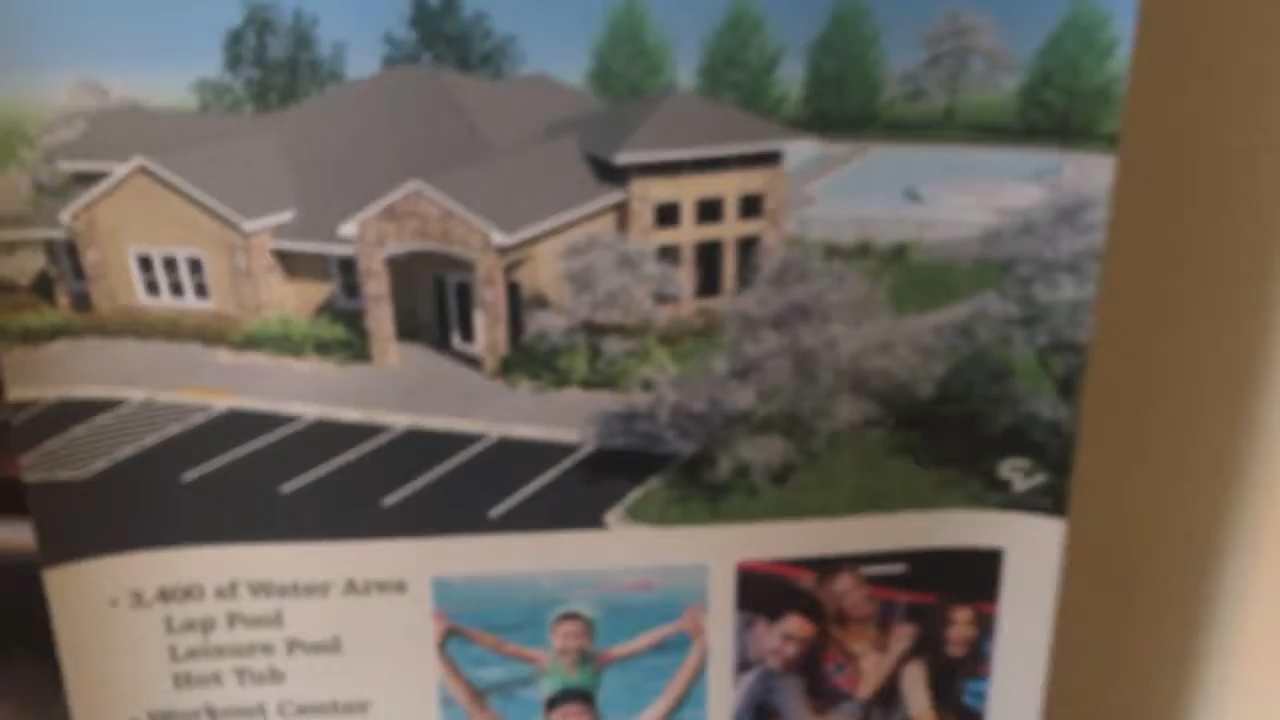 · 3,400 sf Water Area
Lap Pool
Leisure Pool
Hot Tub
· Workout Center